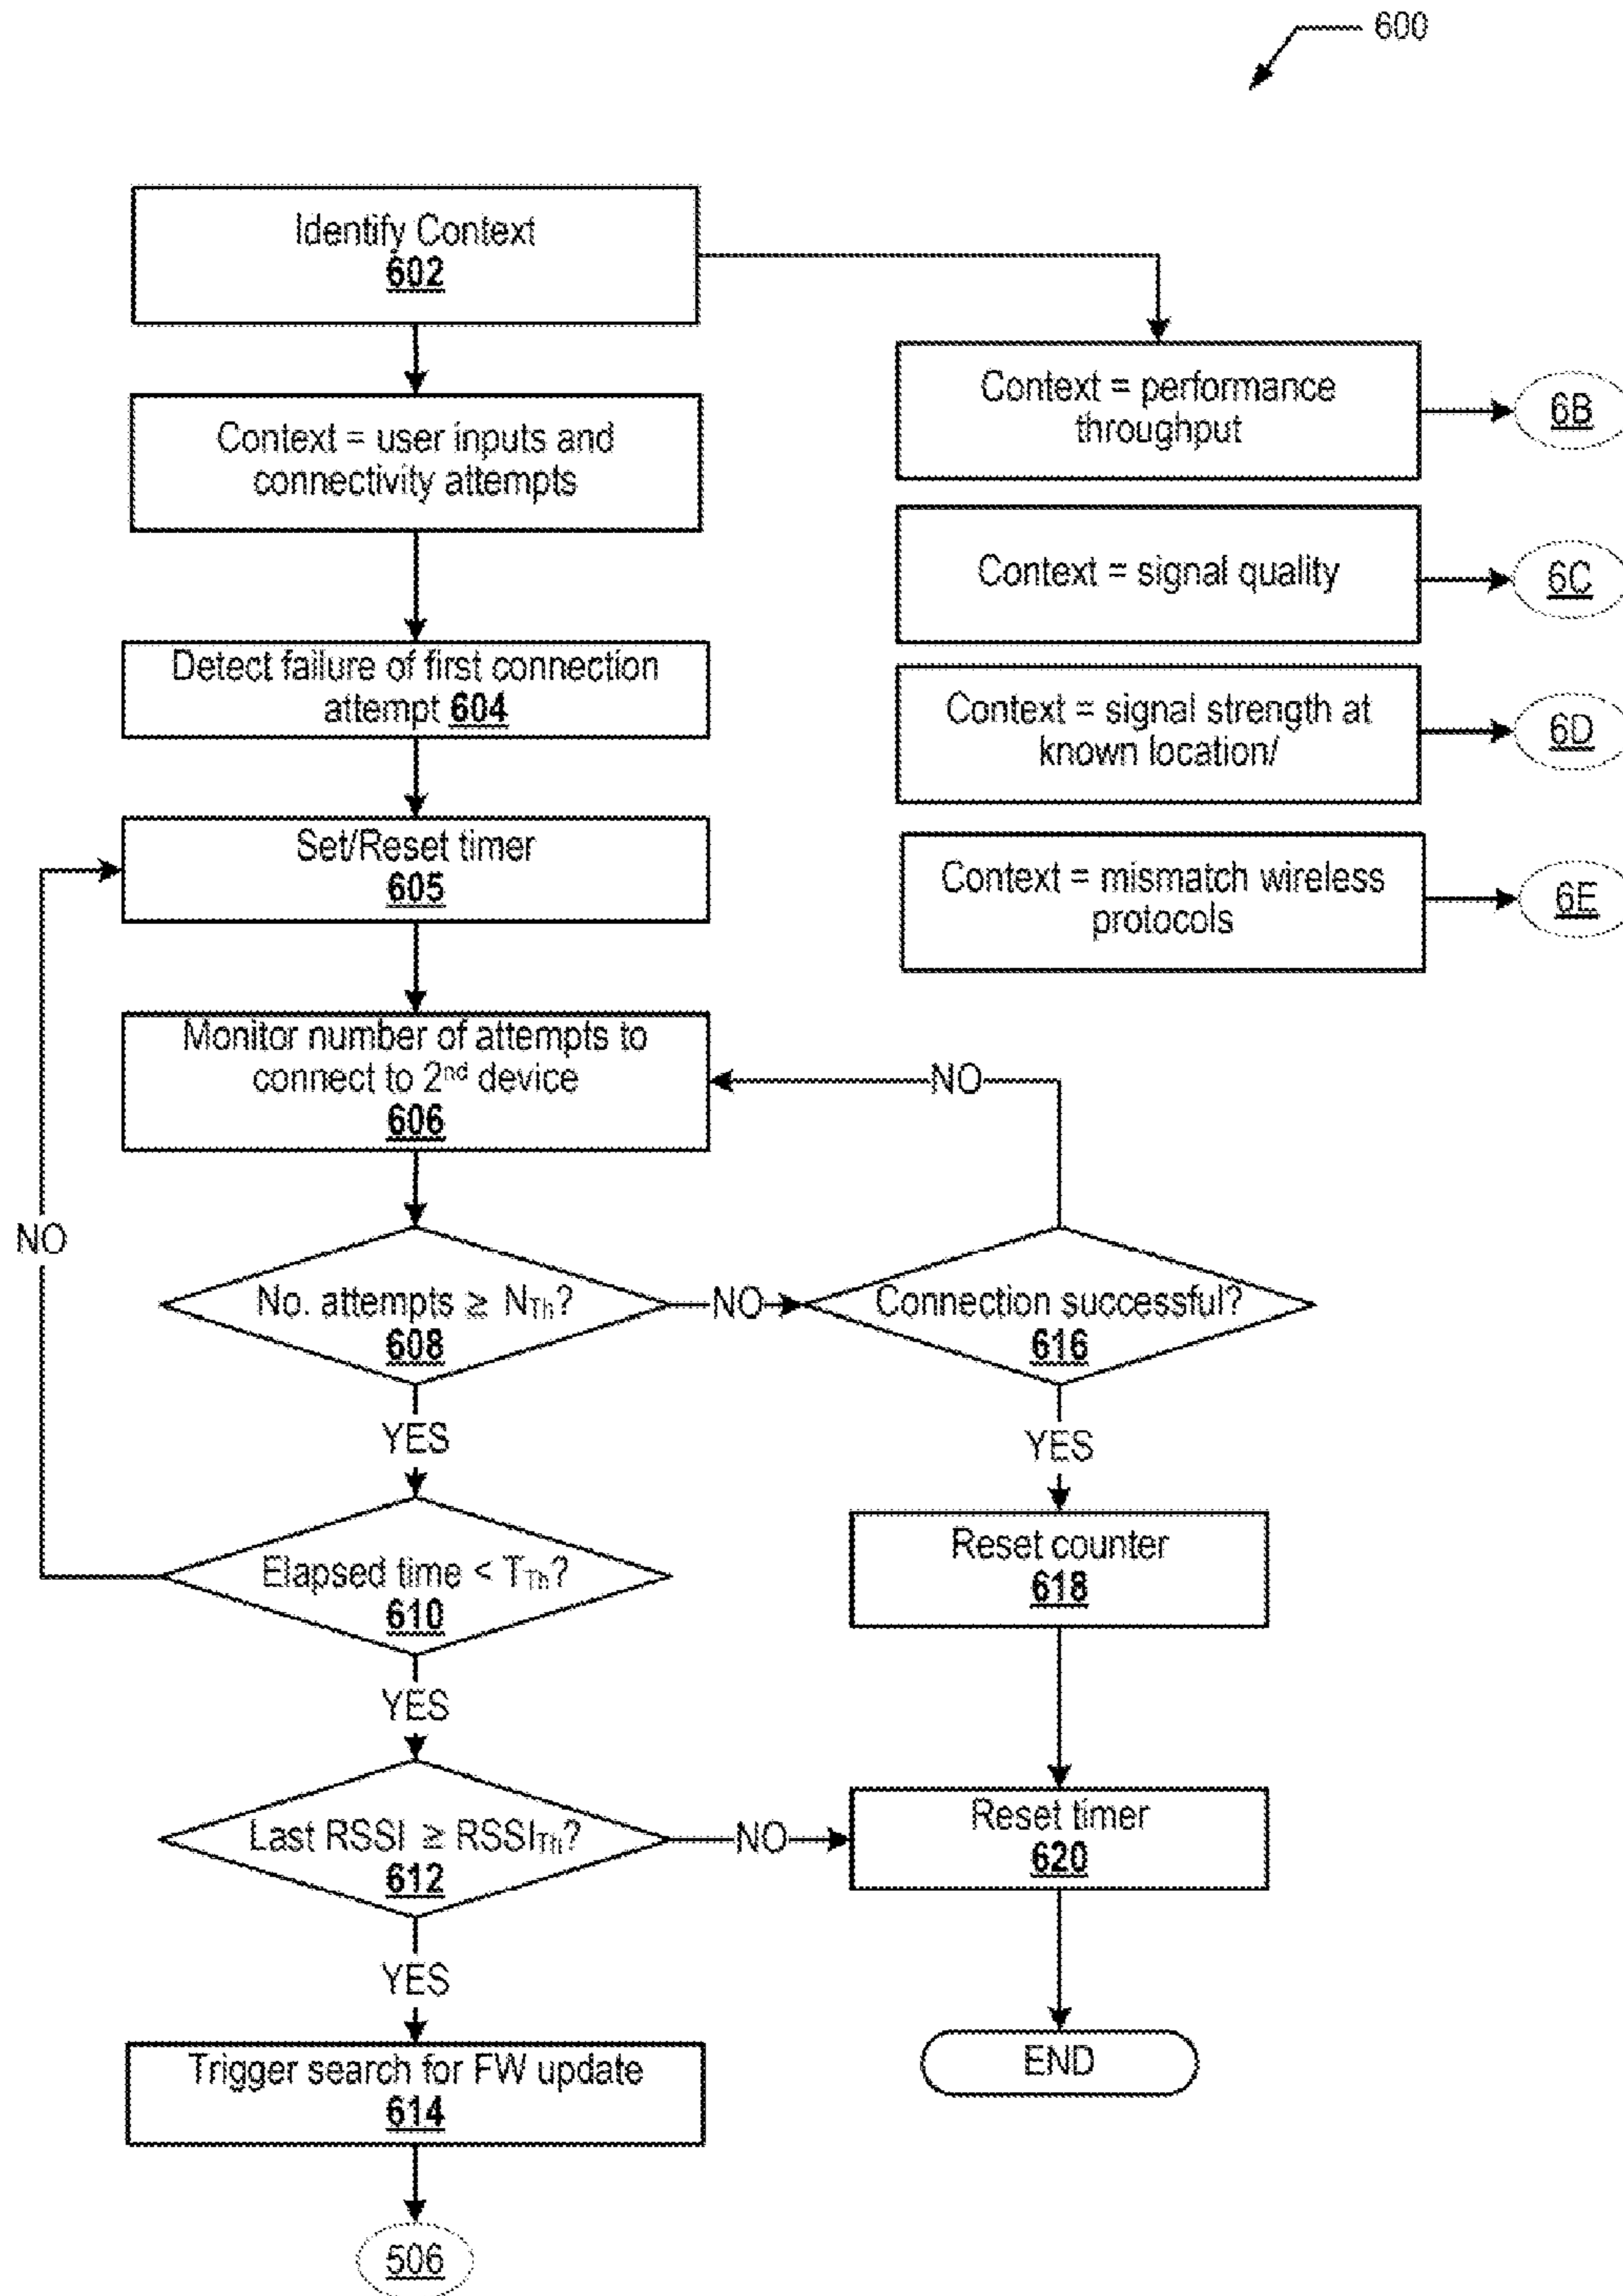 600
Identify Context
602
Context = user inputs and
connectivity attempts
Context = performance
throughput
6B
Context = signal quality
6C
Context = signal strength at
known location/
6D
Context = mismatch wireless
protocols
6E
Detect failure of first connection
attempt 604
Set/Reset timer
605
Monitor number of attempts to
connect to 2nd device
606
NO
NO
No. attempts ≥ NTh?
608
NO
Connection successful?
616
YES
YES
Elapsed time < TTh?
610
Reset counter
618
YES
Last RSSI ≥ RSSITh?
612
NO
Reset timer
620
YES
Trigger search for FW update
614
END
506